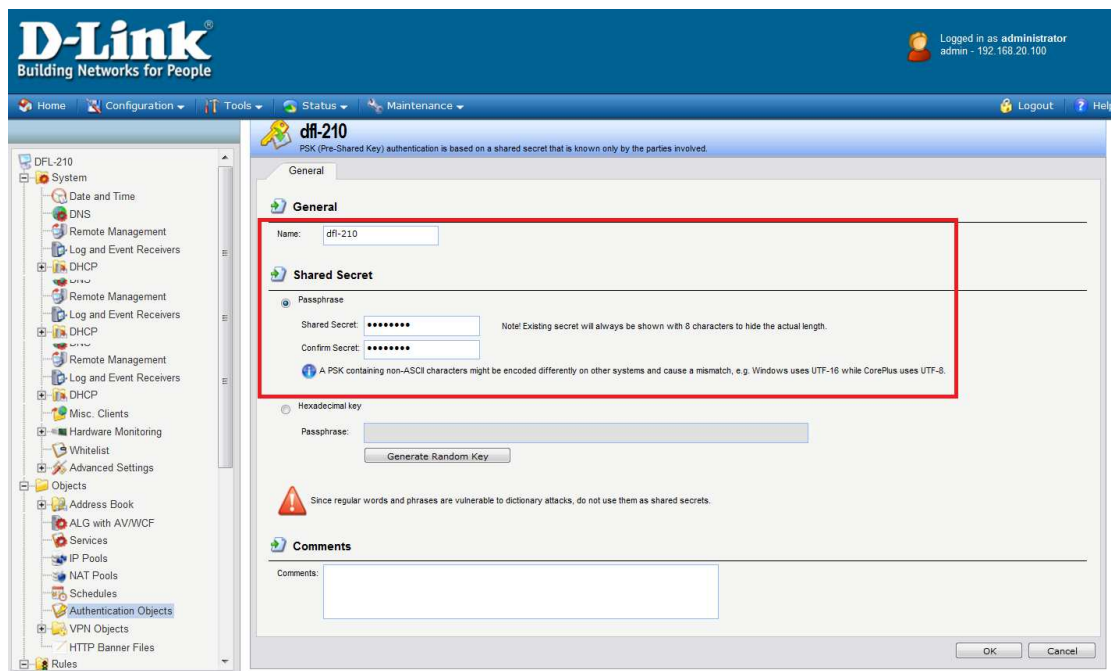 D-Link®
Building Networks for People
Logged in as administrator
admin - 192.168.20.100
Home
Configuration
Tools
Status
Maintenance
Logout
Help
DFL-210
System
Date and Time
DNS
Remote Management
Log and Event Receivers
DHCP
Remote Management
Log and Event Receivers
DHCP
Remote Management
Log and Event Receivers
DHCP
Misc. Clients
Hardware Monitoring
Whitelist
Advanced Settings
Objects
Address Book
ALG with AV/WCF
Services
IP Pools
NAT Pools
Schedules
Authentication Objects
VPN Objects
HTTP Banner Files
Rules
dfl-210
PSK (Pre-Shared Key) authentication is based on a shared secret that is known only by the parties involved.
General
General
Name: dfl-210
Shared Secret
Passphrase
Shared Secret: •••••••• Note! Existing secret will always be shown with 8 characters to hide the actual length.
Confirm Secret: ••••••••
A PSK containing non-ASCII characters might be encoded differently on other systems and cause a mismatch, e.g. Windows uses UTF-16 while CorePlus uses UTF-8.
Hexadecimal key
Passphrase:
Generate Random Key
Since regular words and phrases are vulnerable to dictionary attacks, do not use them as shared secrets.
Comments
Comments:
OK
Cancel